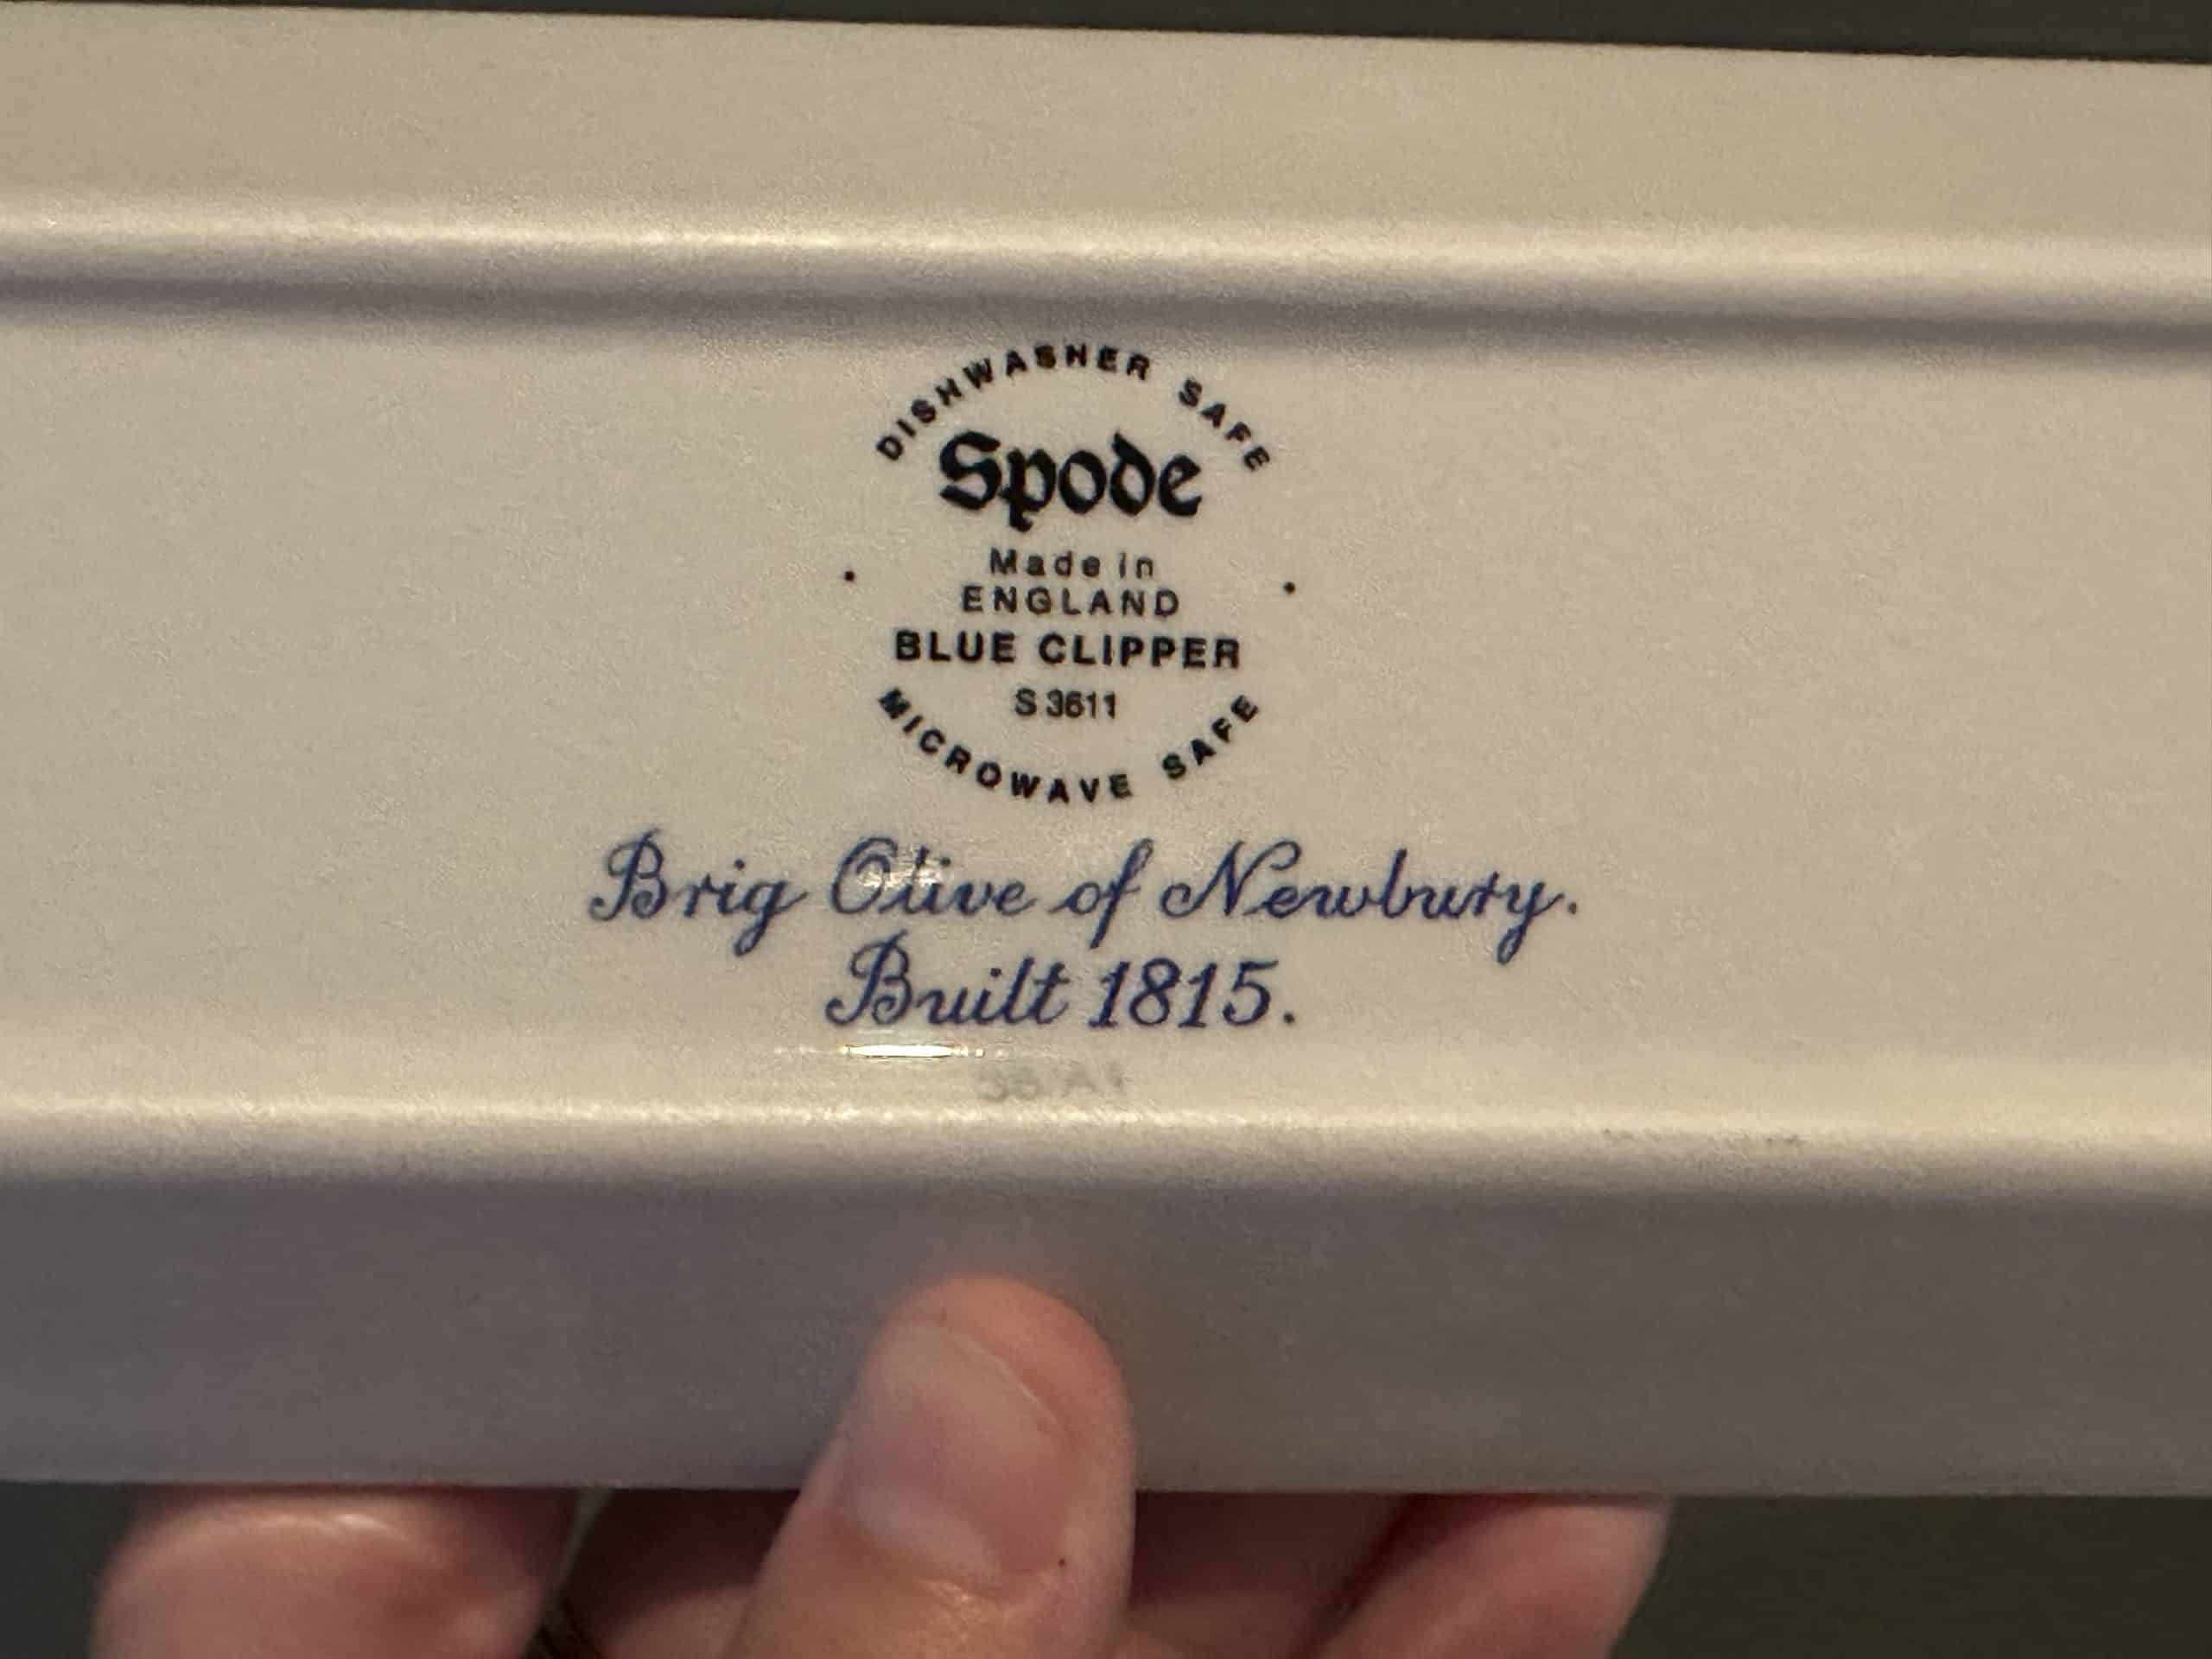 DISHWASHER SAFE
Spode
Made in
ENGLAND
BLUE CLIPPER
S 3611
MICROWAVE SAFE
Brig Olive of Newbury.
Built 1815.